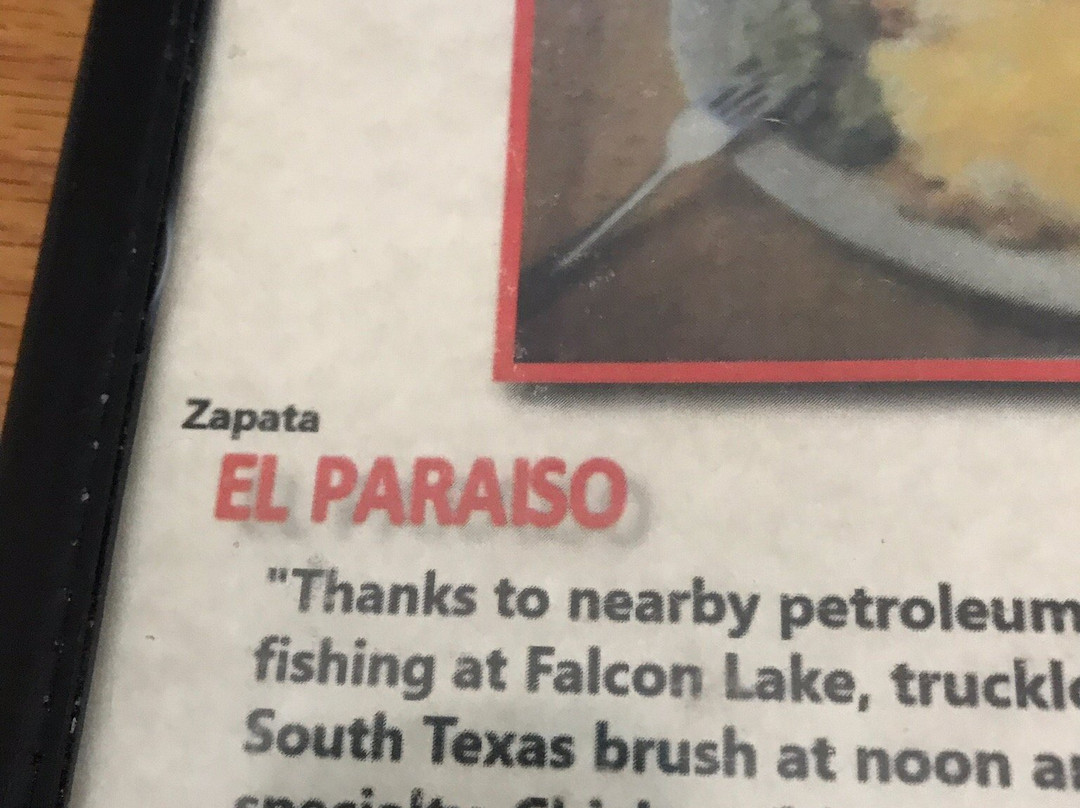 Zapata
EL PARAISO
"Thanks to nearby petroleum
fishing at Falcon Lake, truckl
South Texas brush at noon a